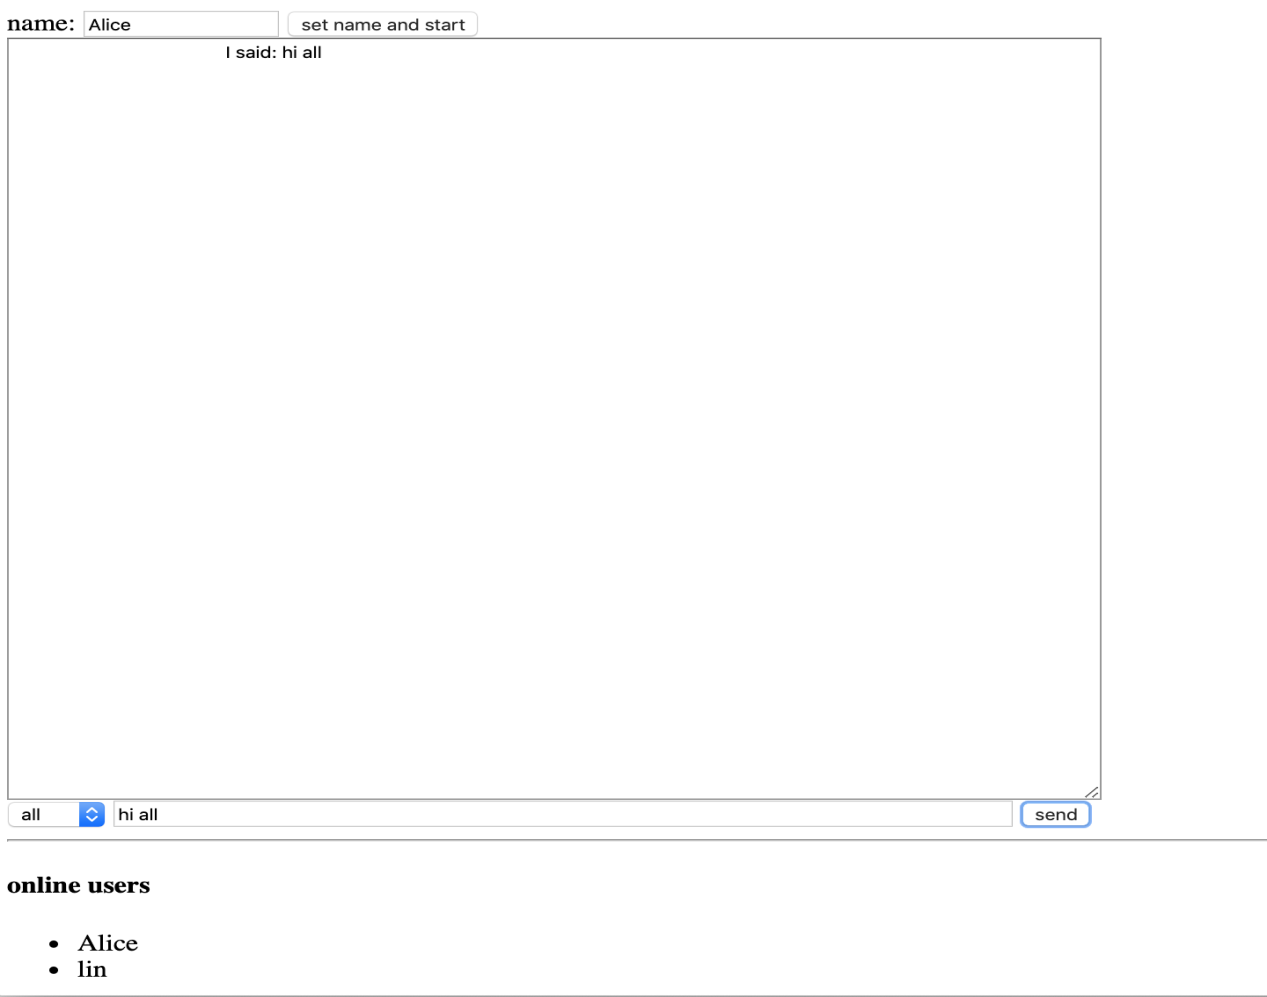 name: Alice set name and start
I said: hi all
all hi all send
online users
Alice
lin